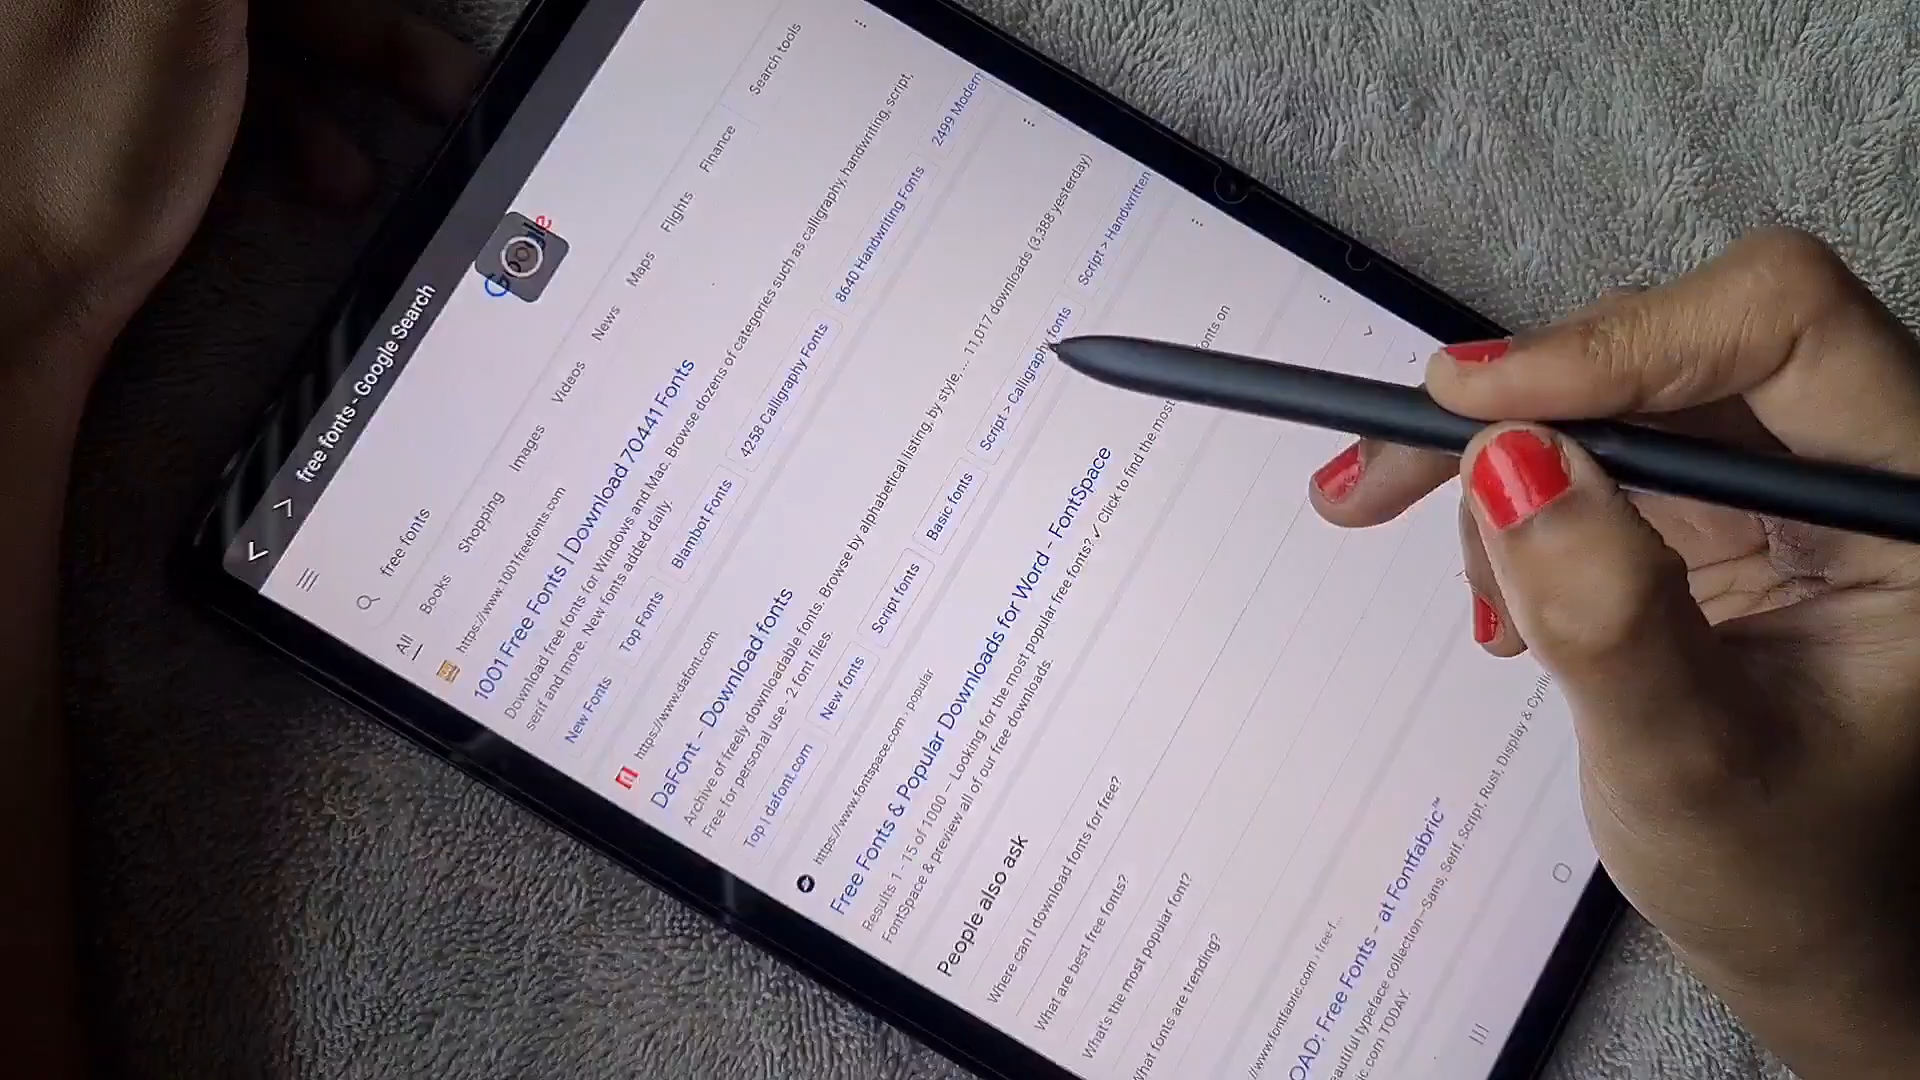 free fonts - Google Search
Google
free fonts
All Books Shopping Images Videos News Maps Flights Finance Search tools
https://www.1001freefonts.com
1001 Free Fonts | Download 70441 Fonts
Download free fonts for Windows and Mac. Browse dozens of categories such as calligraphy, handwriting, script,
serif and more. New fonts added daily.
New Fonts Top Fonts Blambot Fonts 4258 Calligraphy Fonts 8640 Handwriting Fonts 2499 Modern
https://www.dafont.com
DaFont - Download fonts
Archive of freely downloadable fonts. Browse by alphabetical listing, by style, ... 11,017 downloads (3,388 yesterday)
Free for personal use - 2 font files.
Top | dafont.com New fonts Script fonts Basic fonts Script > Calligraphy fonts Script > Handwritten
https://www.fontspace.com › popular
Free Fonts & Popular Downloads for Word - FontSpace
Results 1 - 15 of 1000 — Looking for the most popular free fonts? ✓ Click to find the most fonts on
FontSpace & preview all of our free downloads.
People also ask
Where can I download fonts for free?
What are best free fonts?
What's the most popular font?
What fonts are trending?
//www.fontfabric.com › free-f...
OAD: Free Fonts - at Fontfabric™
eautiful typeface collection—Sans, Serif, Script, Rust, Display & Cyrillic
ic.com TODAY.